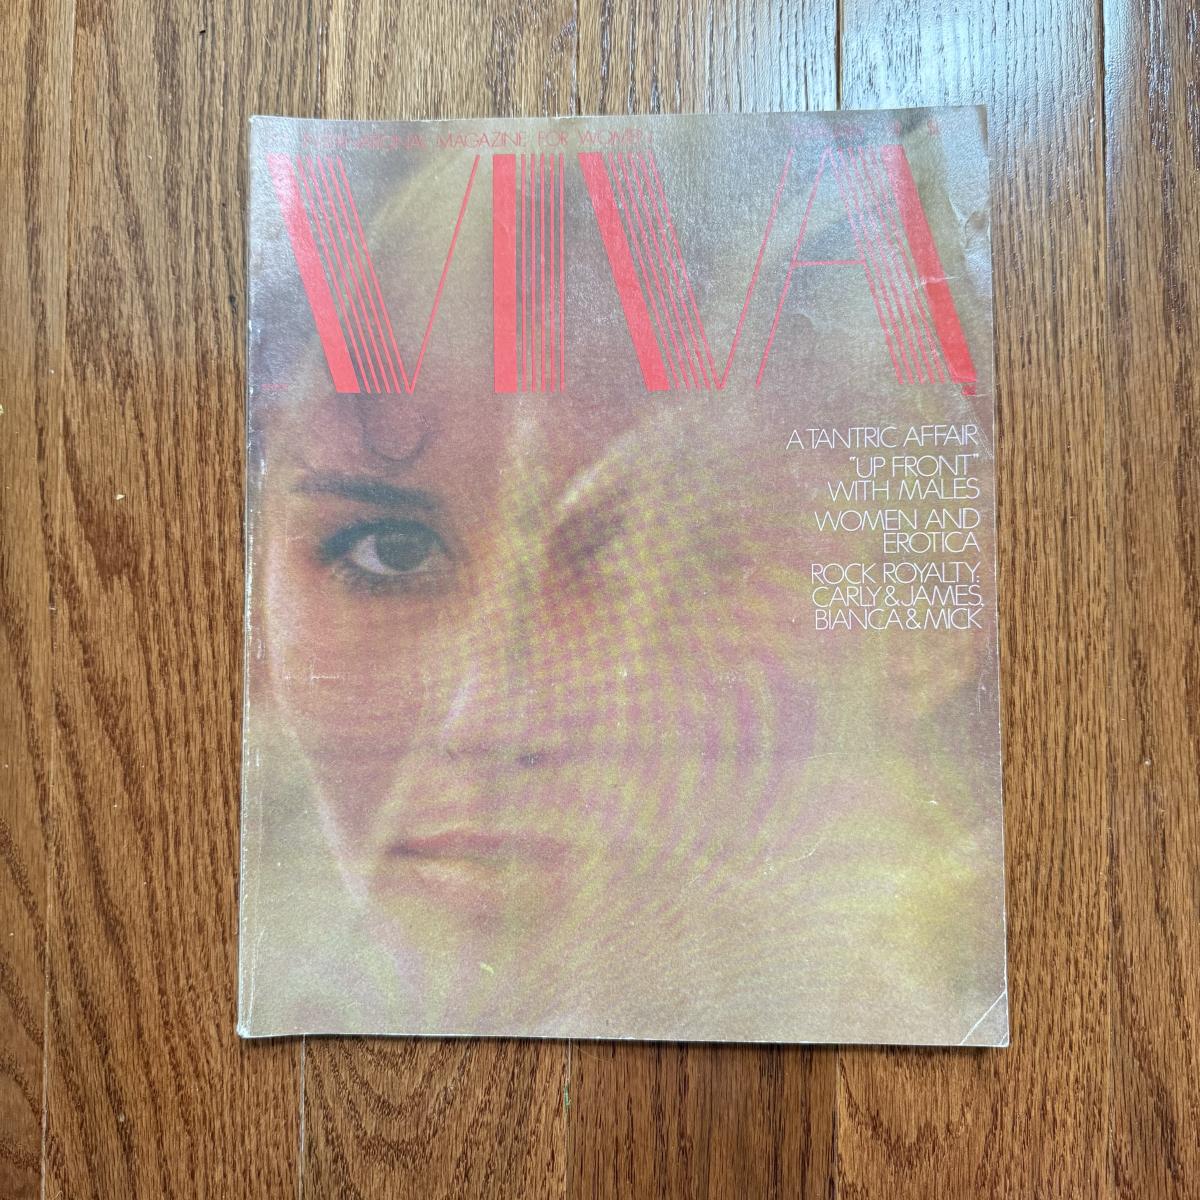 INTERNATIONAL MAGAZINE FOR WOMEN
VIVA
A TANTRIC AFFAIR
"UP FRONT"
WITH MALES
WOMEN AND
EROTICA
ROCK ROYALTY:
CARLY & JAMES,
BIANCA & MICK